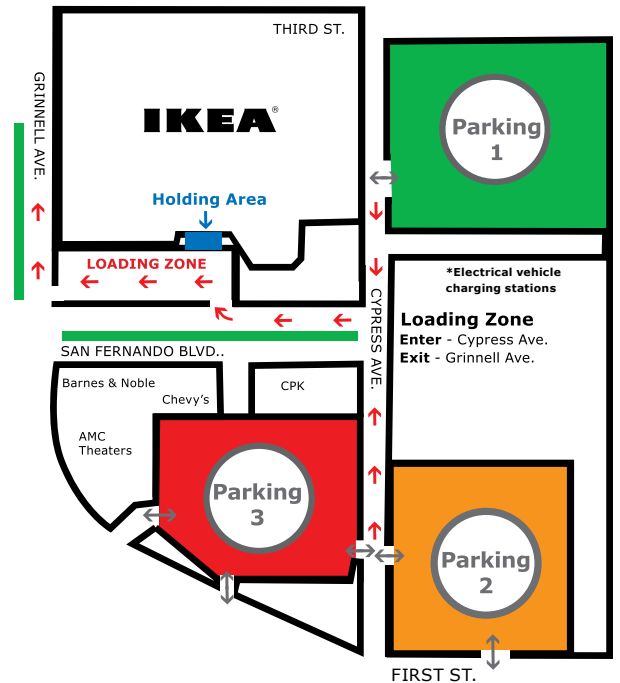 THIRD ST.
GRINNELL AVE.
IKEA®
Parking
1
Holding Area
LOADING ZONE
*Electrical vehicle
charging stations
CYPRESS AVE.
Loading Zone
Enter - Cypress Ave.
Exit - Grinnell Ave.
SAN FERNANDO BLVD..
Barnes & Noble
CPK
Chevy's
AMC
Theaters
Parking
3
Parking
2
FIRST ST.